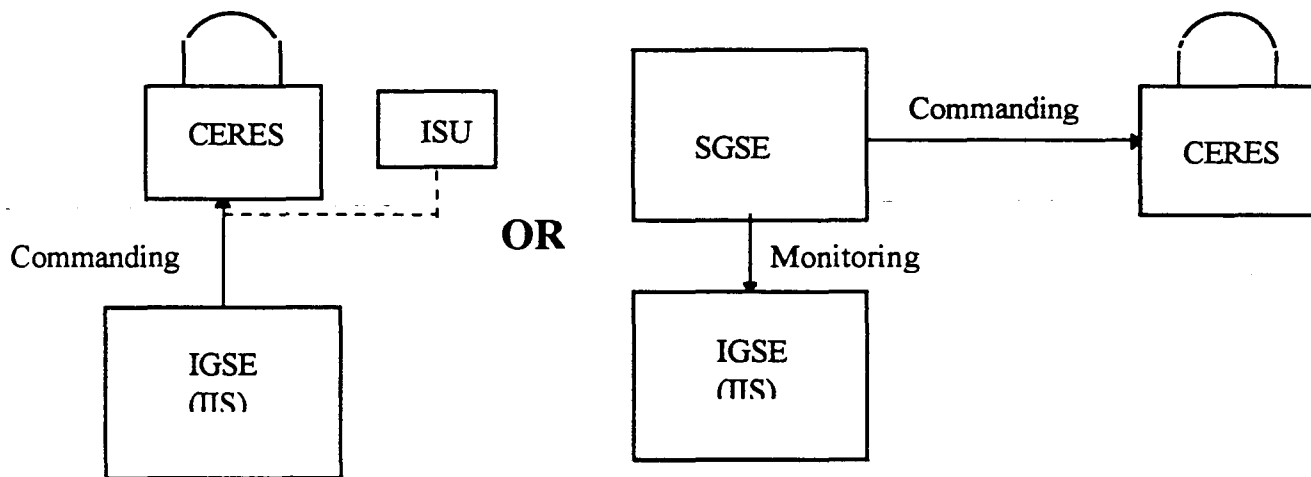 CERES
ISU
Commanding
IGSE
OR
SGSE
Commanding
CERES
Monitoring
IGSE